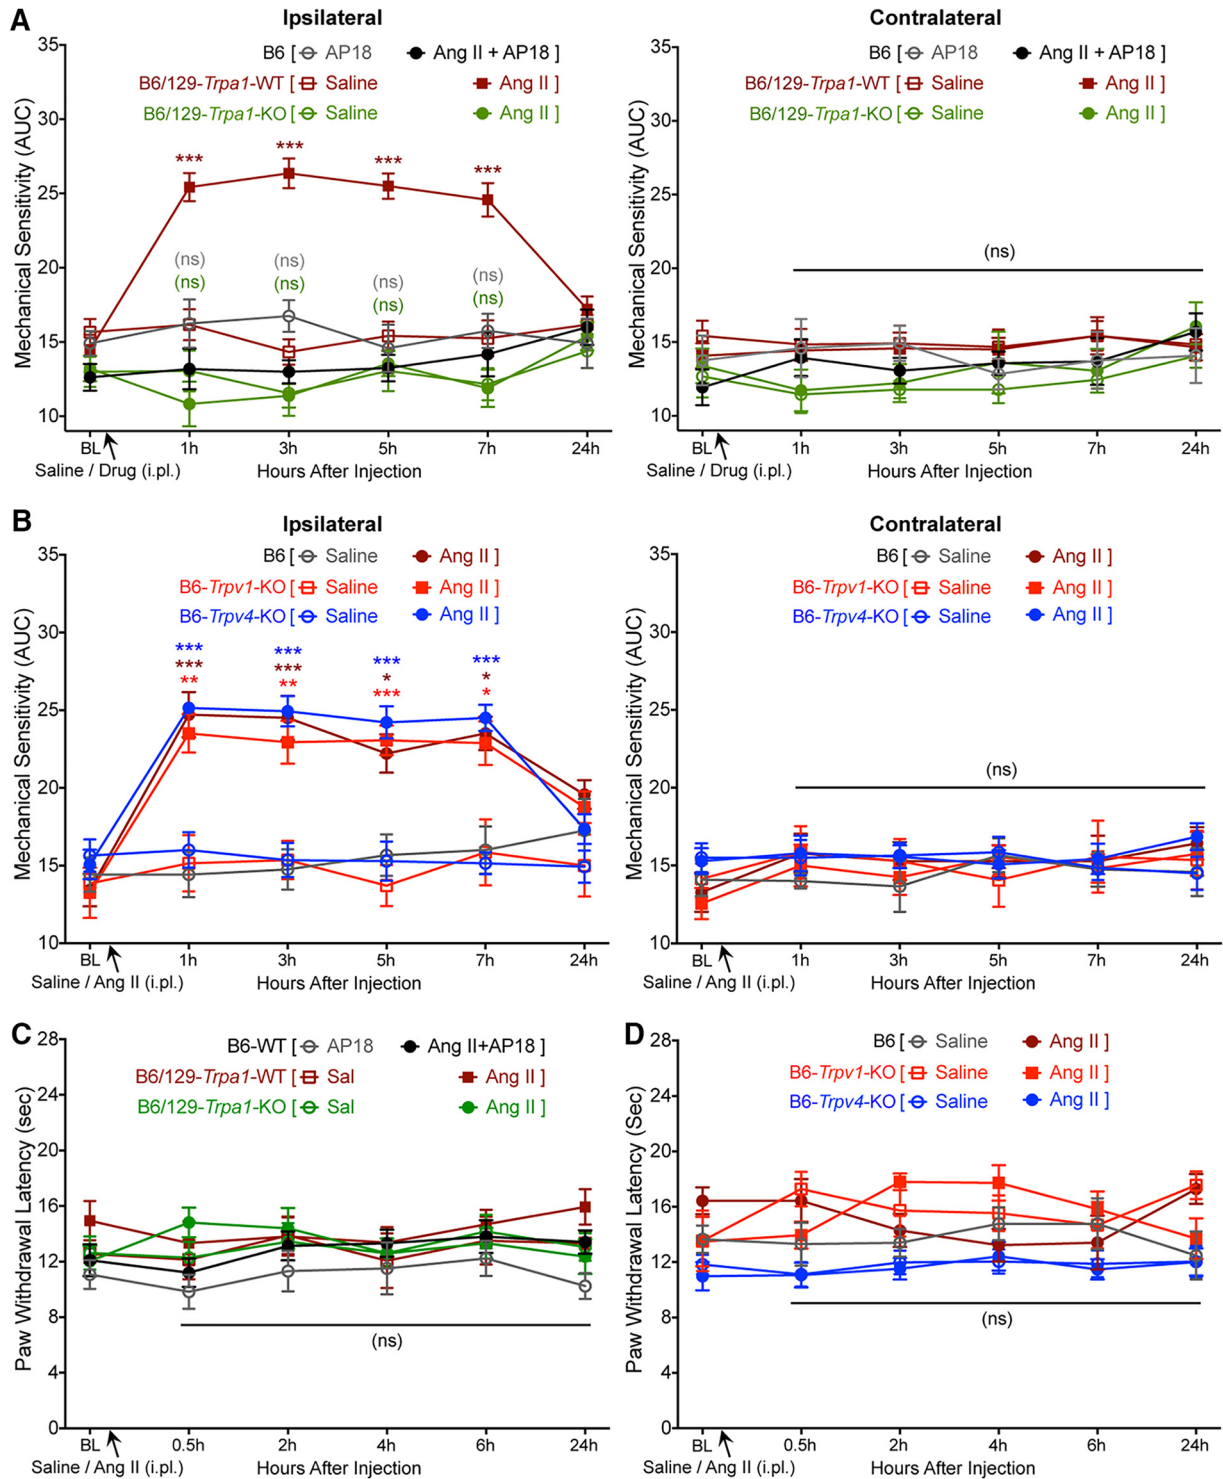 A
Ipsilateral
B6 [ AP18 Ang II + AP18 ]
B6/129-Trpa1-WT [ Saline Ang II ]
B6/129-Trpa1-KO [ Saline Ang II ]
Mechanical Sensitivity (AUC)
35
30
25
20
15
10
*** *** *** ***
(ns) (ns) (ns) (ns)
(ns) (ns) (ns) (ns)
BL 1h 3h 5h 7h 24h
Saline / Drug (i.pl.) Hours After Injection
Contralateral
B6 [ AP18 Ang II + AP18 ]
B6/129-Trpa1-WT [ Saline Ang II ]
B6/129-Trpa1-KO [ Saline Ang II ]
Mechanical Sensitivity (AUC)
35
30
25
20
15
10
(ns)
BL 1h 3h 5h 7h 24h
Saline / Drug (i.pl.) Hours After Injection
B
Ipsilateral
B6 [ Saline Ang II ]
B6-Trpv1-KO [ Saline Ang II ]
B6-Trpv4-KO [ Saline Ang II ]
Mechanical Sensitivity (AUC)
35
30
25
20
15
10
*** *** *** ***
*** *** * *
** ** *** *
BL 1h 3h 5h 7h 24h
Saline / Ang II (i.pl.) Hours After Injection
Contralateral
B6 [ Saline Ang II ]
B6-Trpv1-KO [ Saline Ang II ]
B6-Trpv4-KO [ Saline Ang II ]
Mechanical Sensitivity (AUC)
35
30
25
20
15
10
(ns)
BL 1h 3h 5h 7h 24h
Saline / Ang II (i.pl.) Hours After Injection
C
B6-WT [ AP18 Ang II+AP18 ]
B6/129-Trpa1-WT [ Sal Ang II ]
B6/129-Trpa1-KO [ Sal Ang II ]
Paw Withdrawal Latency (sec)
28
24
20
16
12
8
4
0
(ns)
BL 0.5h 2h 4h 6h 24h
Saline / Ang II (i.pl.) Hours After Injection
D
B6 [ Saline Ang II ]
B6-Trpv1-KO [ Saline Ang II ]
B6-Trpv4-KO [ Saline Ang II ]
Paw Withdrawal Latency (Sec)
28
24
20
16
12
8
4
0
(ns)
BL 0.5h 2h 4h 6h 24h
Saline / Ang II (i.pl.) Hours After Injection